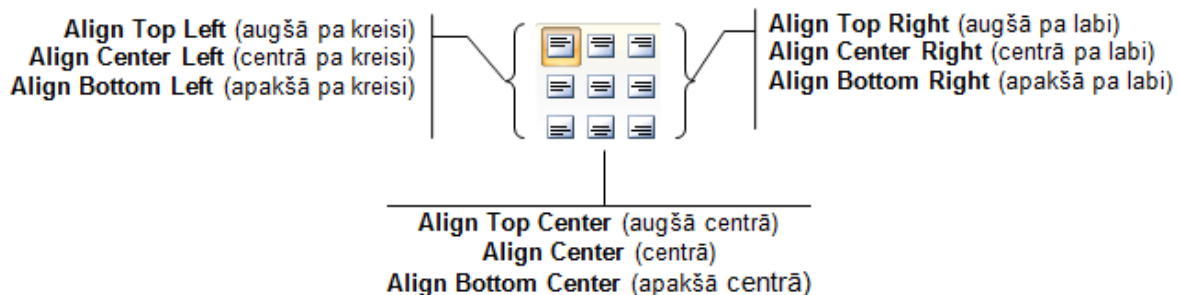 Align Top Left (augšā pa kreisi)
Align Center Left (centrā pa kreisi)
Align Bottom Left (apakšā pa kreisi)
Align Top Right (augšā pa labi)
Align Center Right (centrā pa labi)
Align Bottom Right (apakšā pa labi)
Align Top Center (augšā centrā)
Align Center (centrā)
Align Bottom Center (apakšā centrā)